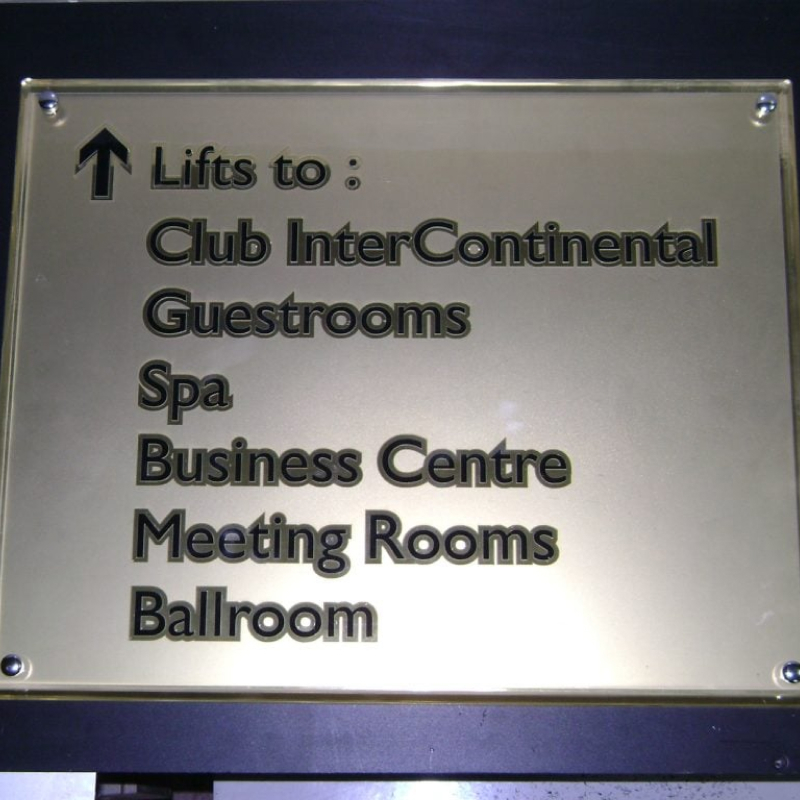 ↑ Lifts to :
Club InterContinental
Guestrooms
Spa
Business Centre
Meeting Rooms
Ballroom